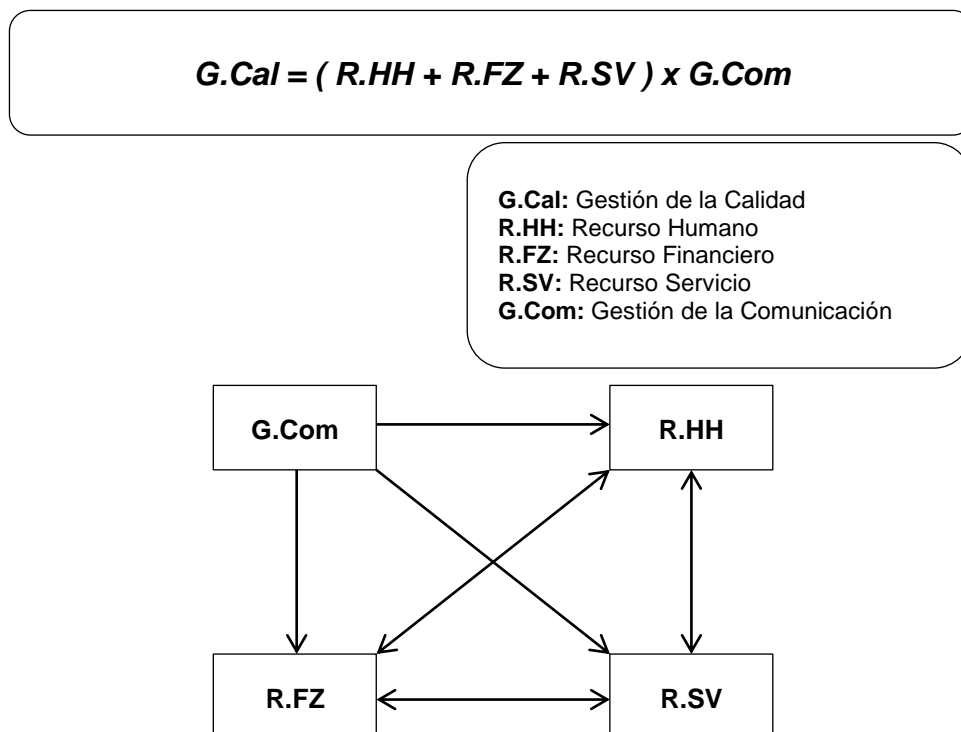 G.Cal = ( R.HH + R.FZ + R.SV ) x G.Com
G.Cal: Gestión de la Calidad
R.HH: Recurso Humano
R.FZ: Recurso Financiero
R.SV: Recurso Servicio
G.Com: Gestión de la Comunicación
G.Com R.HH
R.FZ R.SV